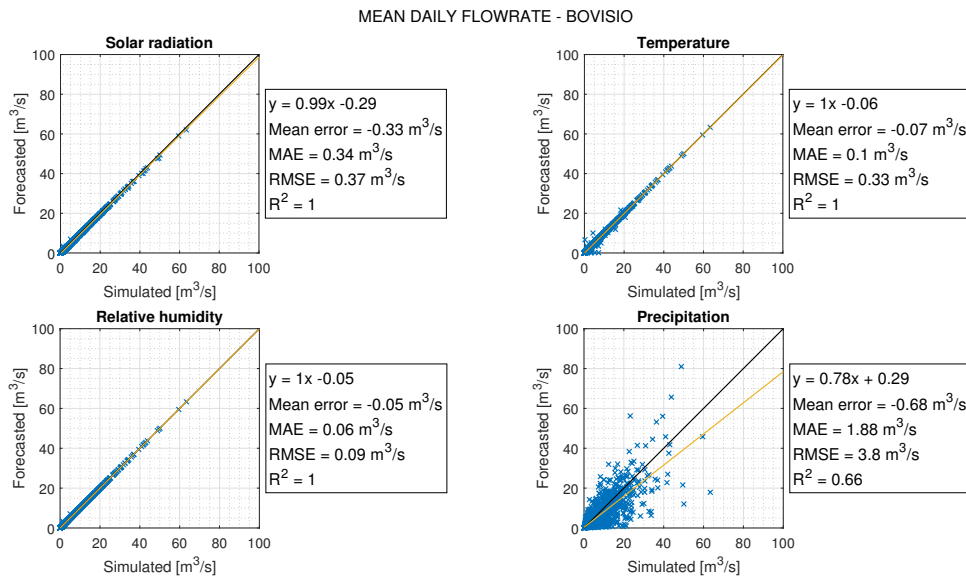 MEAN DAILY FLOWRATE - BOVISIO
Solar radiation
100
80
60
40
20
0
Forecasted [m³/s]
0 20 40 60 80 100
Simulated [m³/s]
y = 0.99x -0.29
Mean error = -0.33 m³/s
MAE = 0.34 m³/s
RMSE = 0.37 m³/s
R² = 1
Temperature
100
80
60
40
20
0
Forecasted [m³/s]
0 20 40 60 80 100
Simulated [m³/s]
y = 1x -0.06
Mean error = -0.07 m³/s
MAE = 0.1 m³/s
RMSE = 0.33 m³/s
R² = 1
Relative humidity
100
80
60
40
20
0
Forecasted [m³/s]
0 20 40 60 80 100
Simulated [m³/s]
y = 1x -0.05
Mean error = -0.05 m³/s
MAE = 0.06 m³/s
RMSE = 0.09 m³/s
R² = 1
Precipitation
100
80
60
40
20
0
Forecasted [m³/s]
0 20 40 60 80 100
Simulated [m³/s]
y = 0.78x + 0.29
Mean error = -0.68 m³/s
MAE = 1.88 m³/s
RMSE = 3.8 m³/s
R² = 0.66